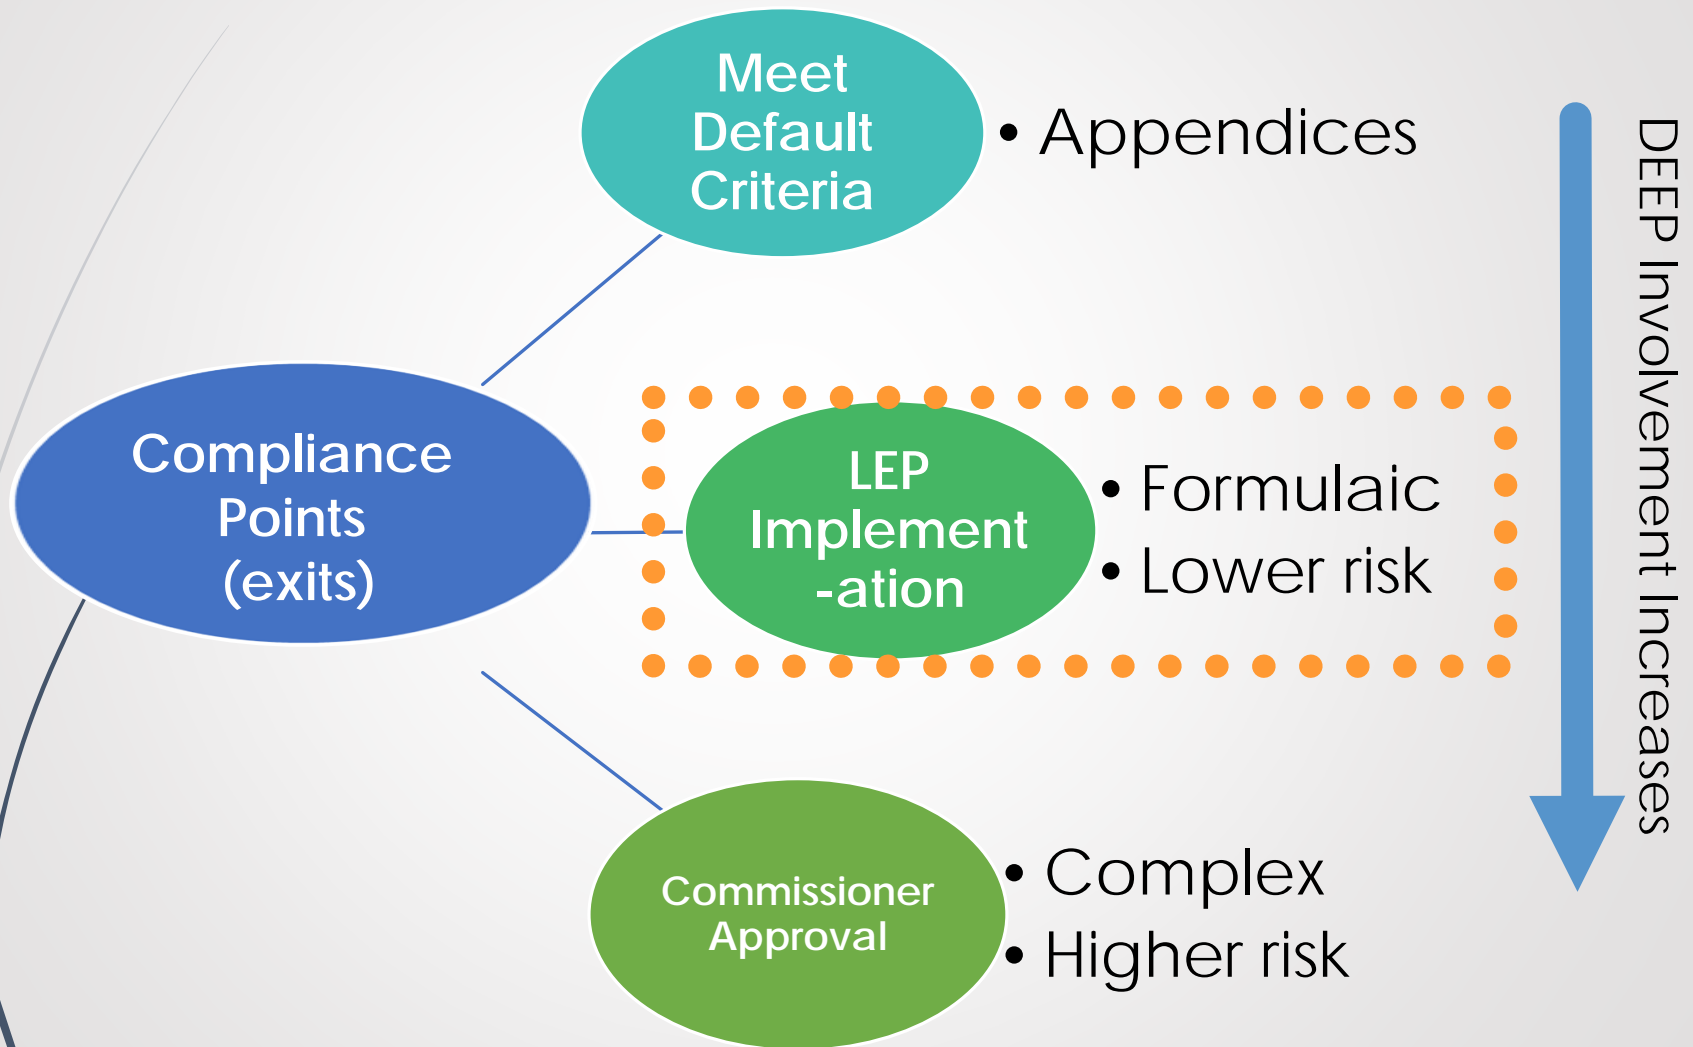 Meet
Default
Criteria
• Appendices
Compliance
Points
(exits)
LEP
Implement
-ation
• Formulaic
• Lower risk
Commissioner
Approval
• Complex
• Higher risk
DEEP Involvement Increases